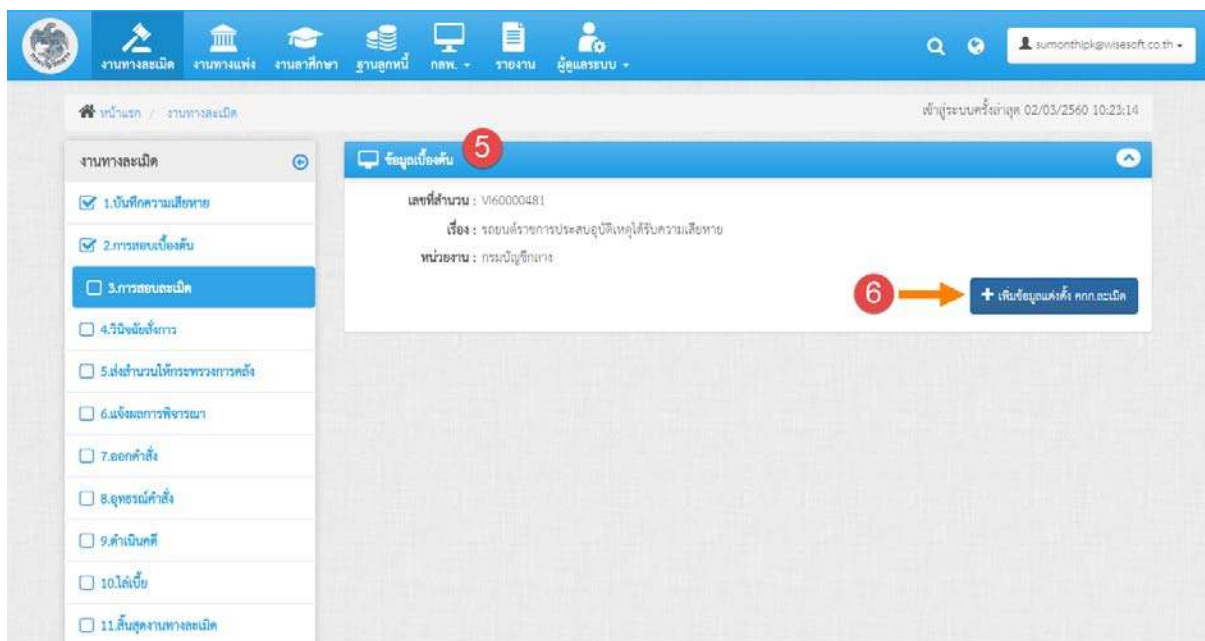 งานทางละเมิด งานทางแพ่ง งานลาศึกษา ฐานลูกหนี้ กลพ. รายงาน ผู้ดูแลระบบ
sumonthipk@wisesoft.co.th
หน้าแรก / งานทางละเมิด
เข้าสู่ระบบครั้งล่าสุด 02/03/2560 10:23:14
งานทางละเมิด
1.บันทึกความเสียหาย
2.การสอบเบื้องต้น
3.การสอบละเมิด
4.วินิจฉัยสั่งการ
5.ส่งสำนวนให้กระทรวงการคลัง
6.แจ้งผลการพิจารณา
7.ออกคำสั่ง
8.อุทธรณ์คำสั่ง
9.ดำเนินคดี
10.ไล่เบี้ย
11.สิ้นสุดงานทางละเมิด
ข้อมูลเบื้องต้น 5
เลขที่สำนวน : VI60000481
เรื่อง : รถยนต์ราชการประสบอุบัติเหตุได้รับความเสียหาย
หน่วยงาน : กรมบัญชีกลาง
6 เพิ่มข้อมูลแต่งตั้ง คกก.ละเมิด